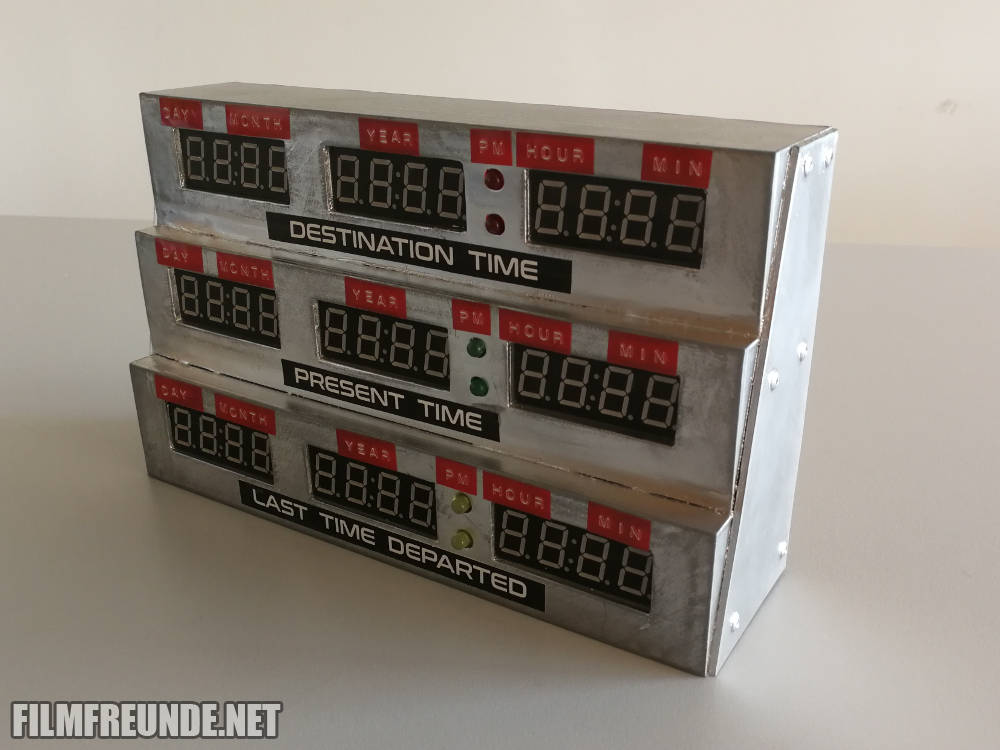 DAY MONTH YEAR PM HOUR MIN
DESTINATION TIME
DAY MONTH YEAR PM HOUR MIN
PRESENT TIME
DAY MONTH YEAR PM HOUR MIN
LAST TIME DEPARTED
FILMFREUNDE.NET